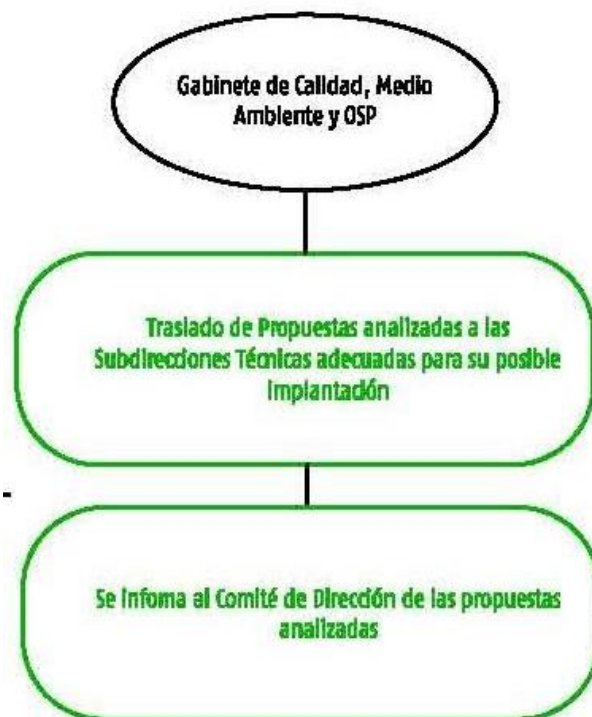 Gabinete de Calidad, Medio
Ambiente y OSP
Traslado de Propuestas analizadas a las
Subdirecciones Técnicas adecuadas para su posible
Implantación
Se infoma al Comité de Dirección de las propuestas
analizadas